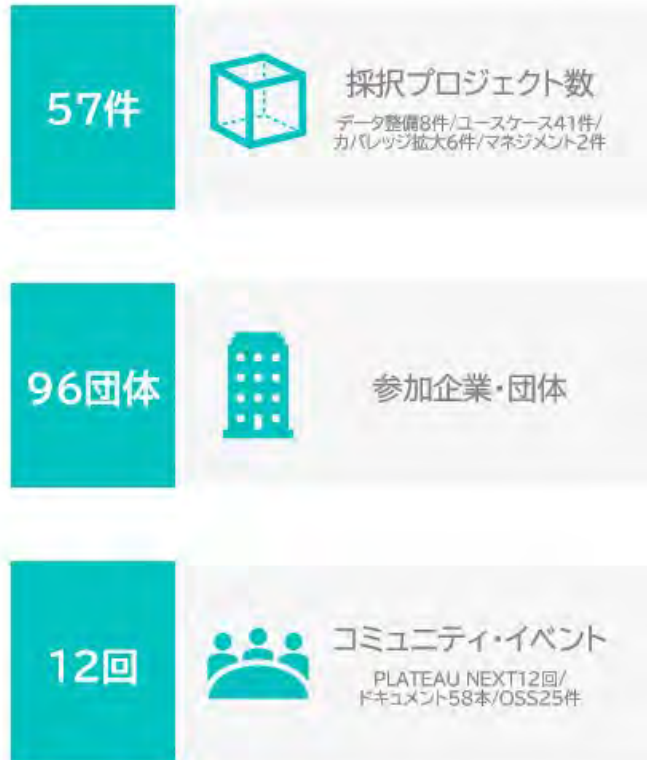 57件
採択プロジェクト数
データ整備8件/ユースケース41件/
カバレッジ拡大6件/マネジメント2件
96団体
参加企業・団体
12回
コミュニティ・イベント
PLATEAU NEXT12回/
ドキュメント58本/OSS25件